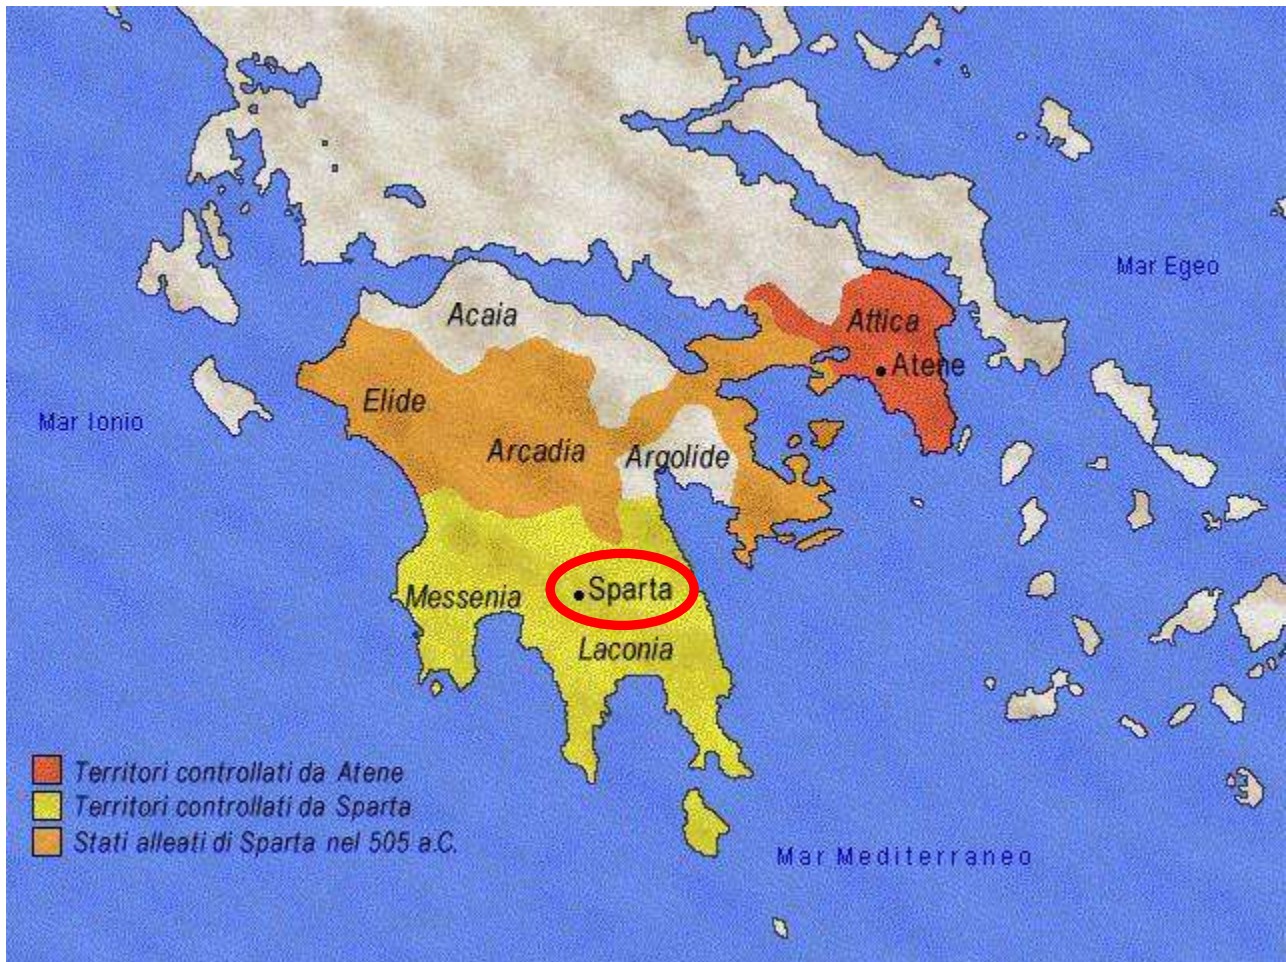 Mar Egeo
Acaia
Attica
Atene
Elide
Mar Ionio
Arcadia
Argolide
Sparta
Messenia
Laconia
Territori controllati da Atene
Territori controllati da Sparta
Stati alleati di Sparta nel 505 a.C.
Mar Mediterraneo